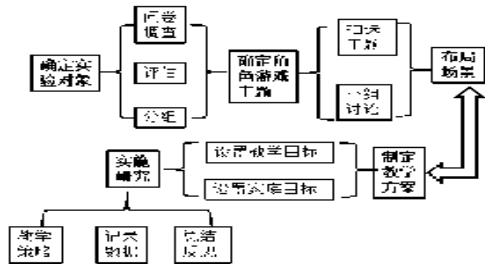 问卷
调查
确定实
验对象
评估
分组
确定角
色游戏
主题
主题
分组
讨论
布局
场景
实施
研究
设置教学目标
设置实施目标
制定
教学
方案
教学
策略
记录
数据
总结
反思